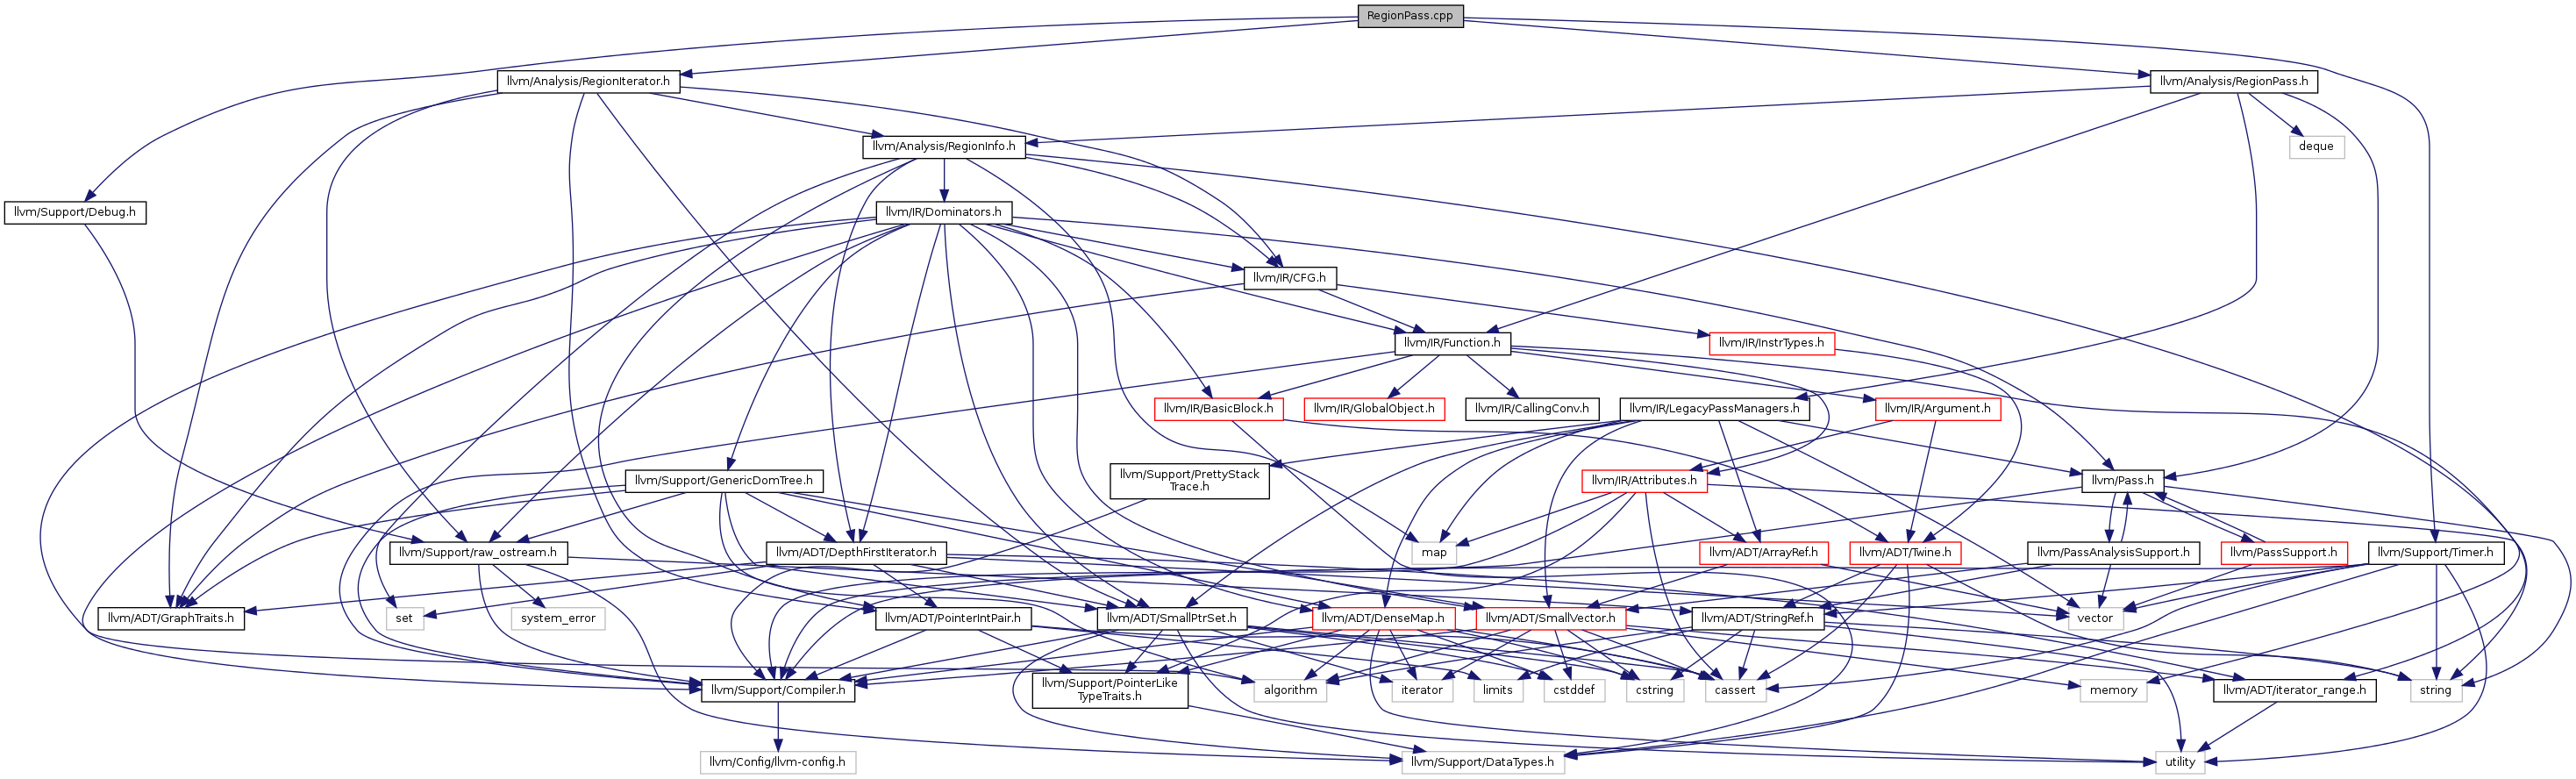 RegionPass.cpp
llvm/Analysis/RegionIterator.h
llvm/Analysis/RegionPass.h
llvm/Analysis/RegionInfo.h
deque
llvm/Support/Debug.h
llvm/IR/Dominators.h
llvm/IR/CFG.h
llvm/IR/Function.h
llvm/IR/InstrTypes.h
llvm/IR/BasicBlock.h
llvm/IR/GlobalObject.h
llvm/IR/CallingConv.h
llvm/IR/LegacyPassManagers.h
llvm/IR/Argument.h
llvm/Support/GenericDomTree.h
llvm/Support/PrettyStack
Trace.h
llvm/IR/Attributes.h
llvm/Pass.h
llvm/Support/raw_ostream.h
llvm/ADT/DepthFirstIterator.h
map
llvm/ADT/ArrayRef.h
llvm/ADT/Twine.h
llvm/PassAnalysisSupport.h
llvm/PassSupport.h
llvm/Support/Timer.h
llvm/ADT/GraphTraits.h
set
system_error
llvm/ADT/PointerIntPair.h
llvm/ADT/SmallPtrSet.h
llvm/ADT/DenseMap.h
llvm/ADT/SmallVector.h
llvm/ADT/StringRef.h
vector
llvm/Support/Compiler.h
llvm/Support/PointerLike
TypeTraits.h
algorithm
iterator
limits
cstddef
cstring
cassert
memory
llvm/ADT/iterator_range.h
string
llvm/Config/llvm-config.h
llvm/Support/DataTypes.h
utility